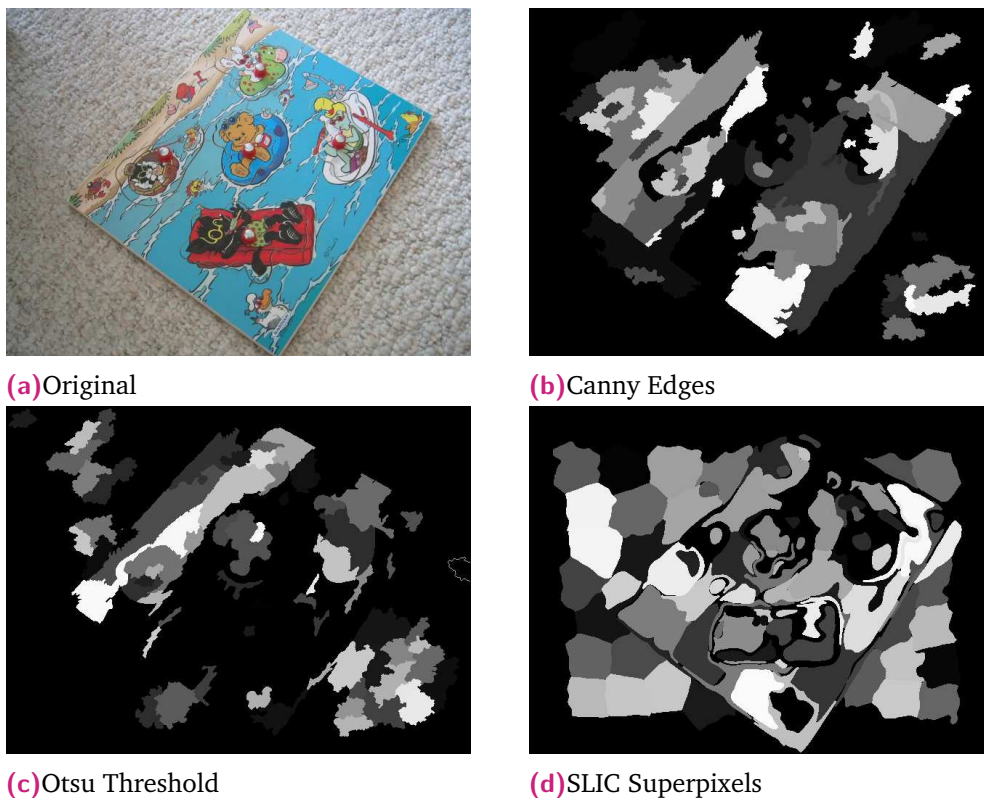 (a)Original
(b)Canny Edges
(c)Otsu Threshold
(d)SLIC Superpixels